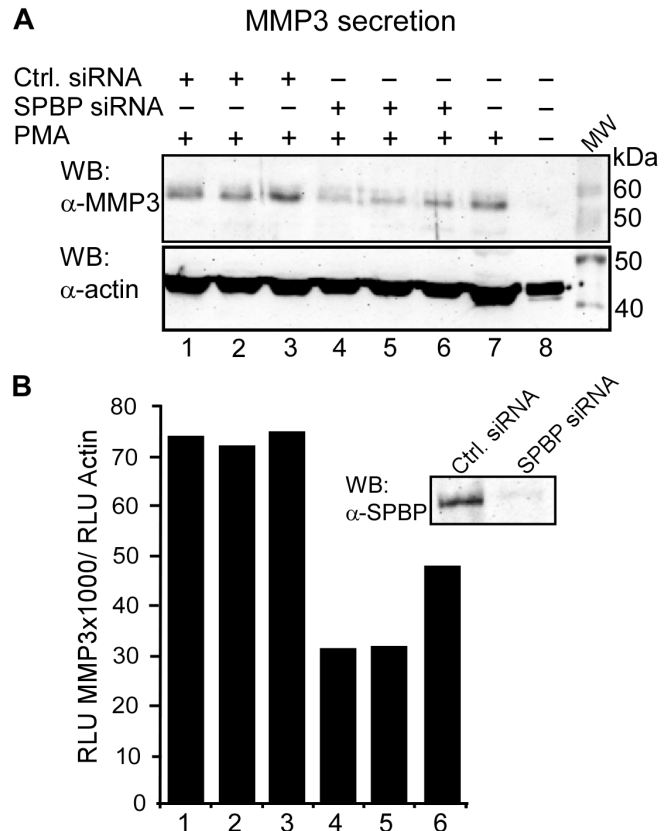 A
MMP3 secretion
Ctrl. siRNA + + + – – – – –
SPBP siRNA – – – + + + – –
PMA + + + + + + + –
MW
kDa
WB:
α-MMP3
60
50
WB:
α-actin
50
40
1 2 3 4 5 6 7 8
B
RLU MMP3x1000/ RLU Actin
80
70
60
50
40
30
20
10
0
Ctrl. siRNA
SPBP siRNA
WB:
α-SPBP
1 2 3 4 5 6